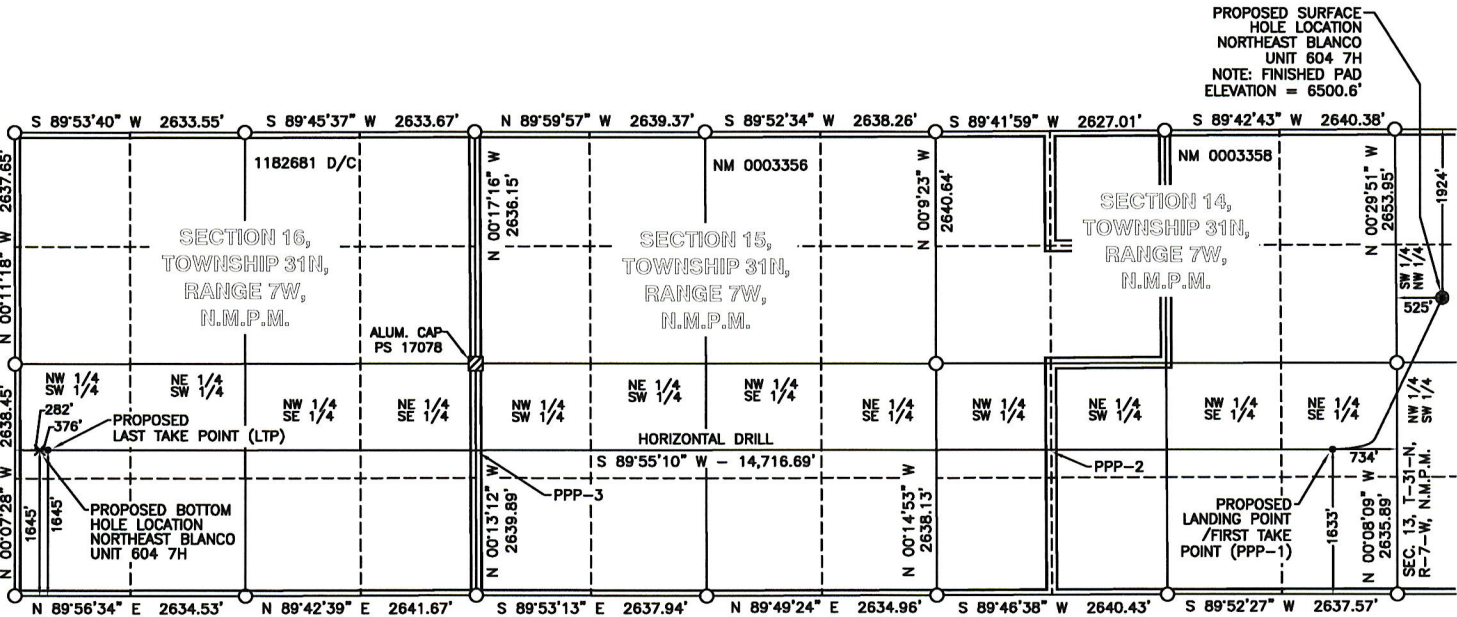 PROPOSED SURFACE
HOLE LOCATION
NORTHEAST BLANCO
UNIT 604 7H
NOTE: FINISHED PAD
ELEVATION = 6500.6'
S 89°53'40" W 2633.55'
S 89°45'37" W 2633.67'
N 89°59'57" W 2639.37'
S 89°52'34" W 2638.26'
S 89°41'59" W 2627.01'
S 89°42'43" W 2640.38'
N 00°11'18" W 2637.65'
1182681 D/C
N 00°17'16" W
2636.15'
NM 0003356
N 00°9'23" W
2640.64'
NM 0003358
N 00°29'51" W
2653.95'
1924'
SECTION 16,
TOWNSHIP 31N,
RANGE 7W,
N.M.P.M.
SECTION 15,
TOWNSHIP 31N,
RANGE 7W,
N.M.P.M.
SECTION 14,
TOWNSHIP 31N,
RANGE 7W,
N.M.P.M.
SW 1/4
NW 1/4
525'
ALUM. CAP
PS 17078
NW 1/4
SW 1/4
NE 1/4
SW 1/4
NW 1/4
SE 1/4
NE 1/4
SE 1/4
NW 1/4
SW 1/4
NE 1/4
SW 1/4
NW 1/4
SE 1/4
NE 1/4
SE 1/4
NW 1/4
SW 1/4
NE 1/4
SW 1/4
NW 1/4
SE 1/4
NE 1/4
SE 1/4
NW 1/4
SW 1/4
282'
376'
PROPOSED
LAST TAKE POINT (LTP)
HORIZONTAL DRILL
S 89°55'10" W - 14,716.69'
734'
PPP-2
PPP-3
N 00°07'28" W 2638.45'
1645'
1645'
PROPOSED BOTTOM
HOLE LOCATION
NORTHEAST BLANCO
UNIT 604 7H
N 00°13'12" W
2639.89'
N 00°14'53" W
2638.13'
PROPOSED
LANDING POINT
/FIRST TAKE
POINT (PPP-1)
1633'
N 00°08'09" W
2635.89'
SEC. 13, T-31-N,
R-7-W, N.M.P.M.
N 89°56'34" E 2634.53'
N 89°42'39" E 2641.67'
S 89°53'13" E 2637.94'
N 89°49'24" E 2634.96'
S 89°46'38" W 2640.43'
S 89°52'27" W 2637.57'